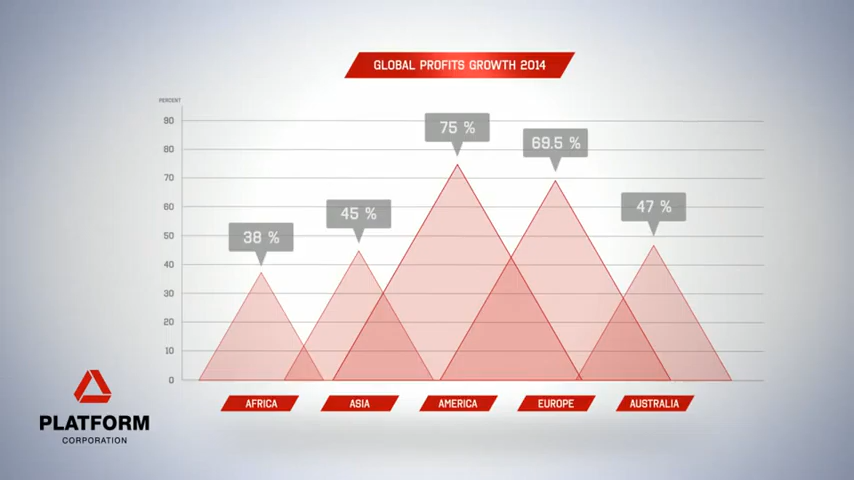 GLOBAL PROFITS GROWTH 2014
PERCENT
90
80
70
60
50
40
30
20
10
0
38 %
45 %
75 %
69.5 %
47 %
AFRICA
ASIA
AMERICA
EUROPE
AUSTRALIA
PLATFORM
CORPORATION